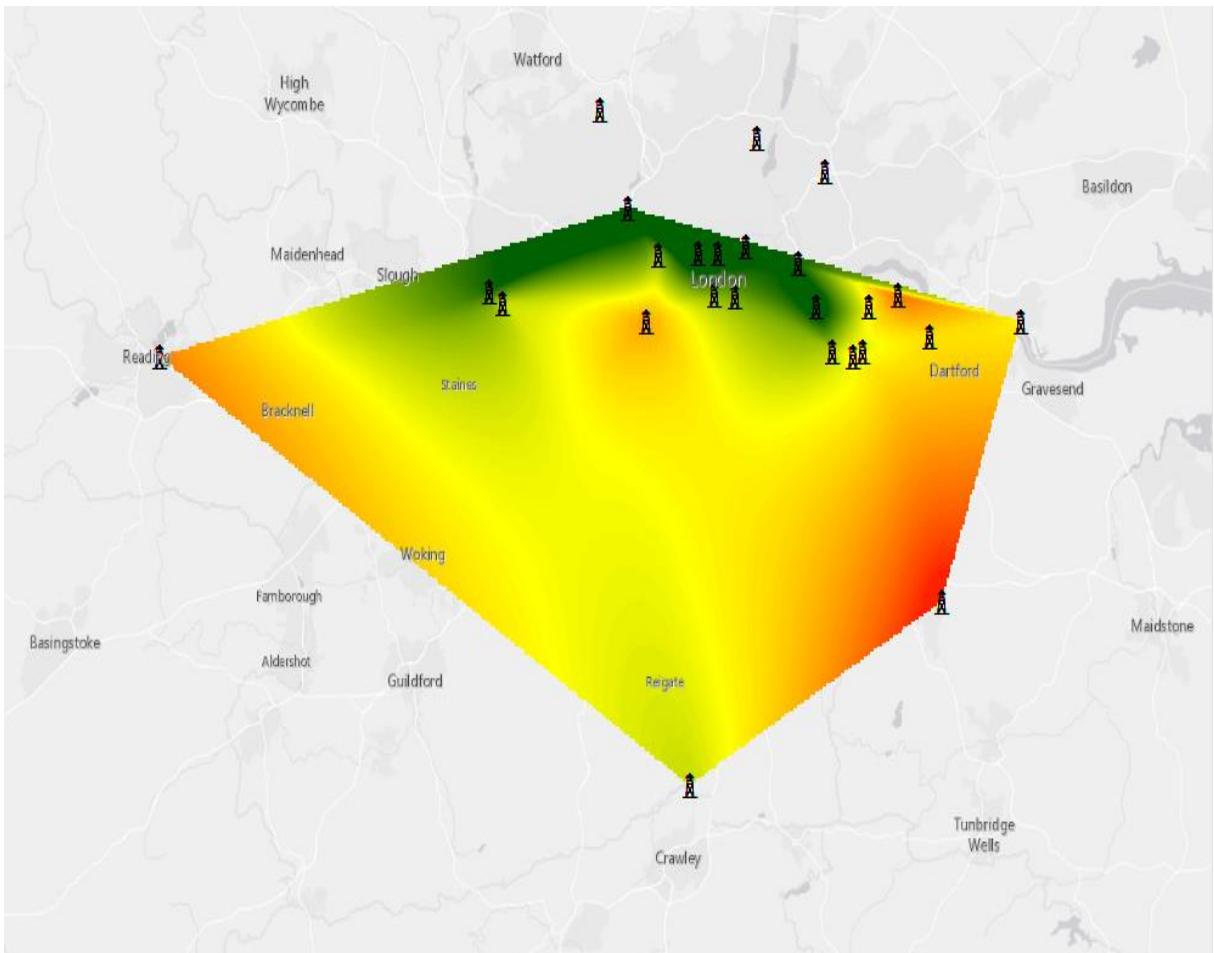 Watford
High
Wycombe
Basildon
Maidenhead
Slough
London
Reading
Staines
Dartford
Gravesend
Bracknell
Woking
Farnborough
Basingstoke
Maidstone
Aldershot
Guildford
Reigate
Tunbridge
Wells
Crawley